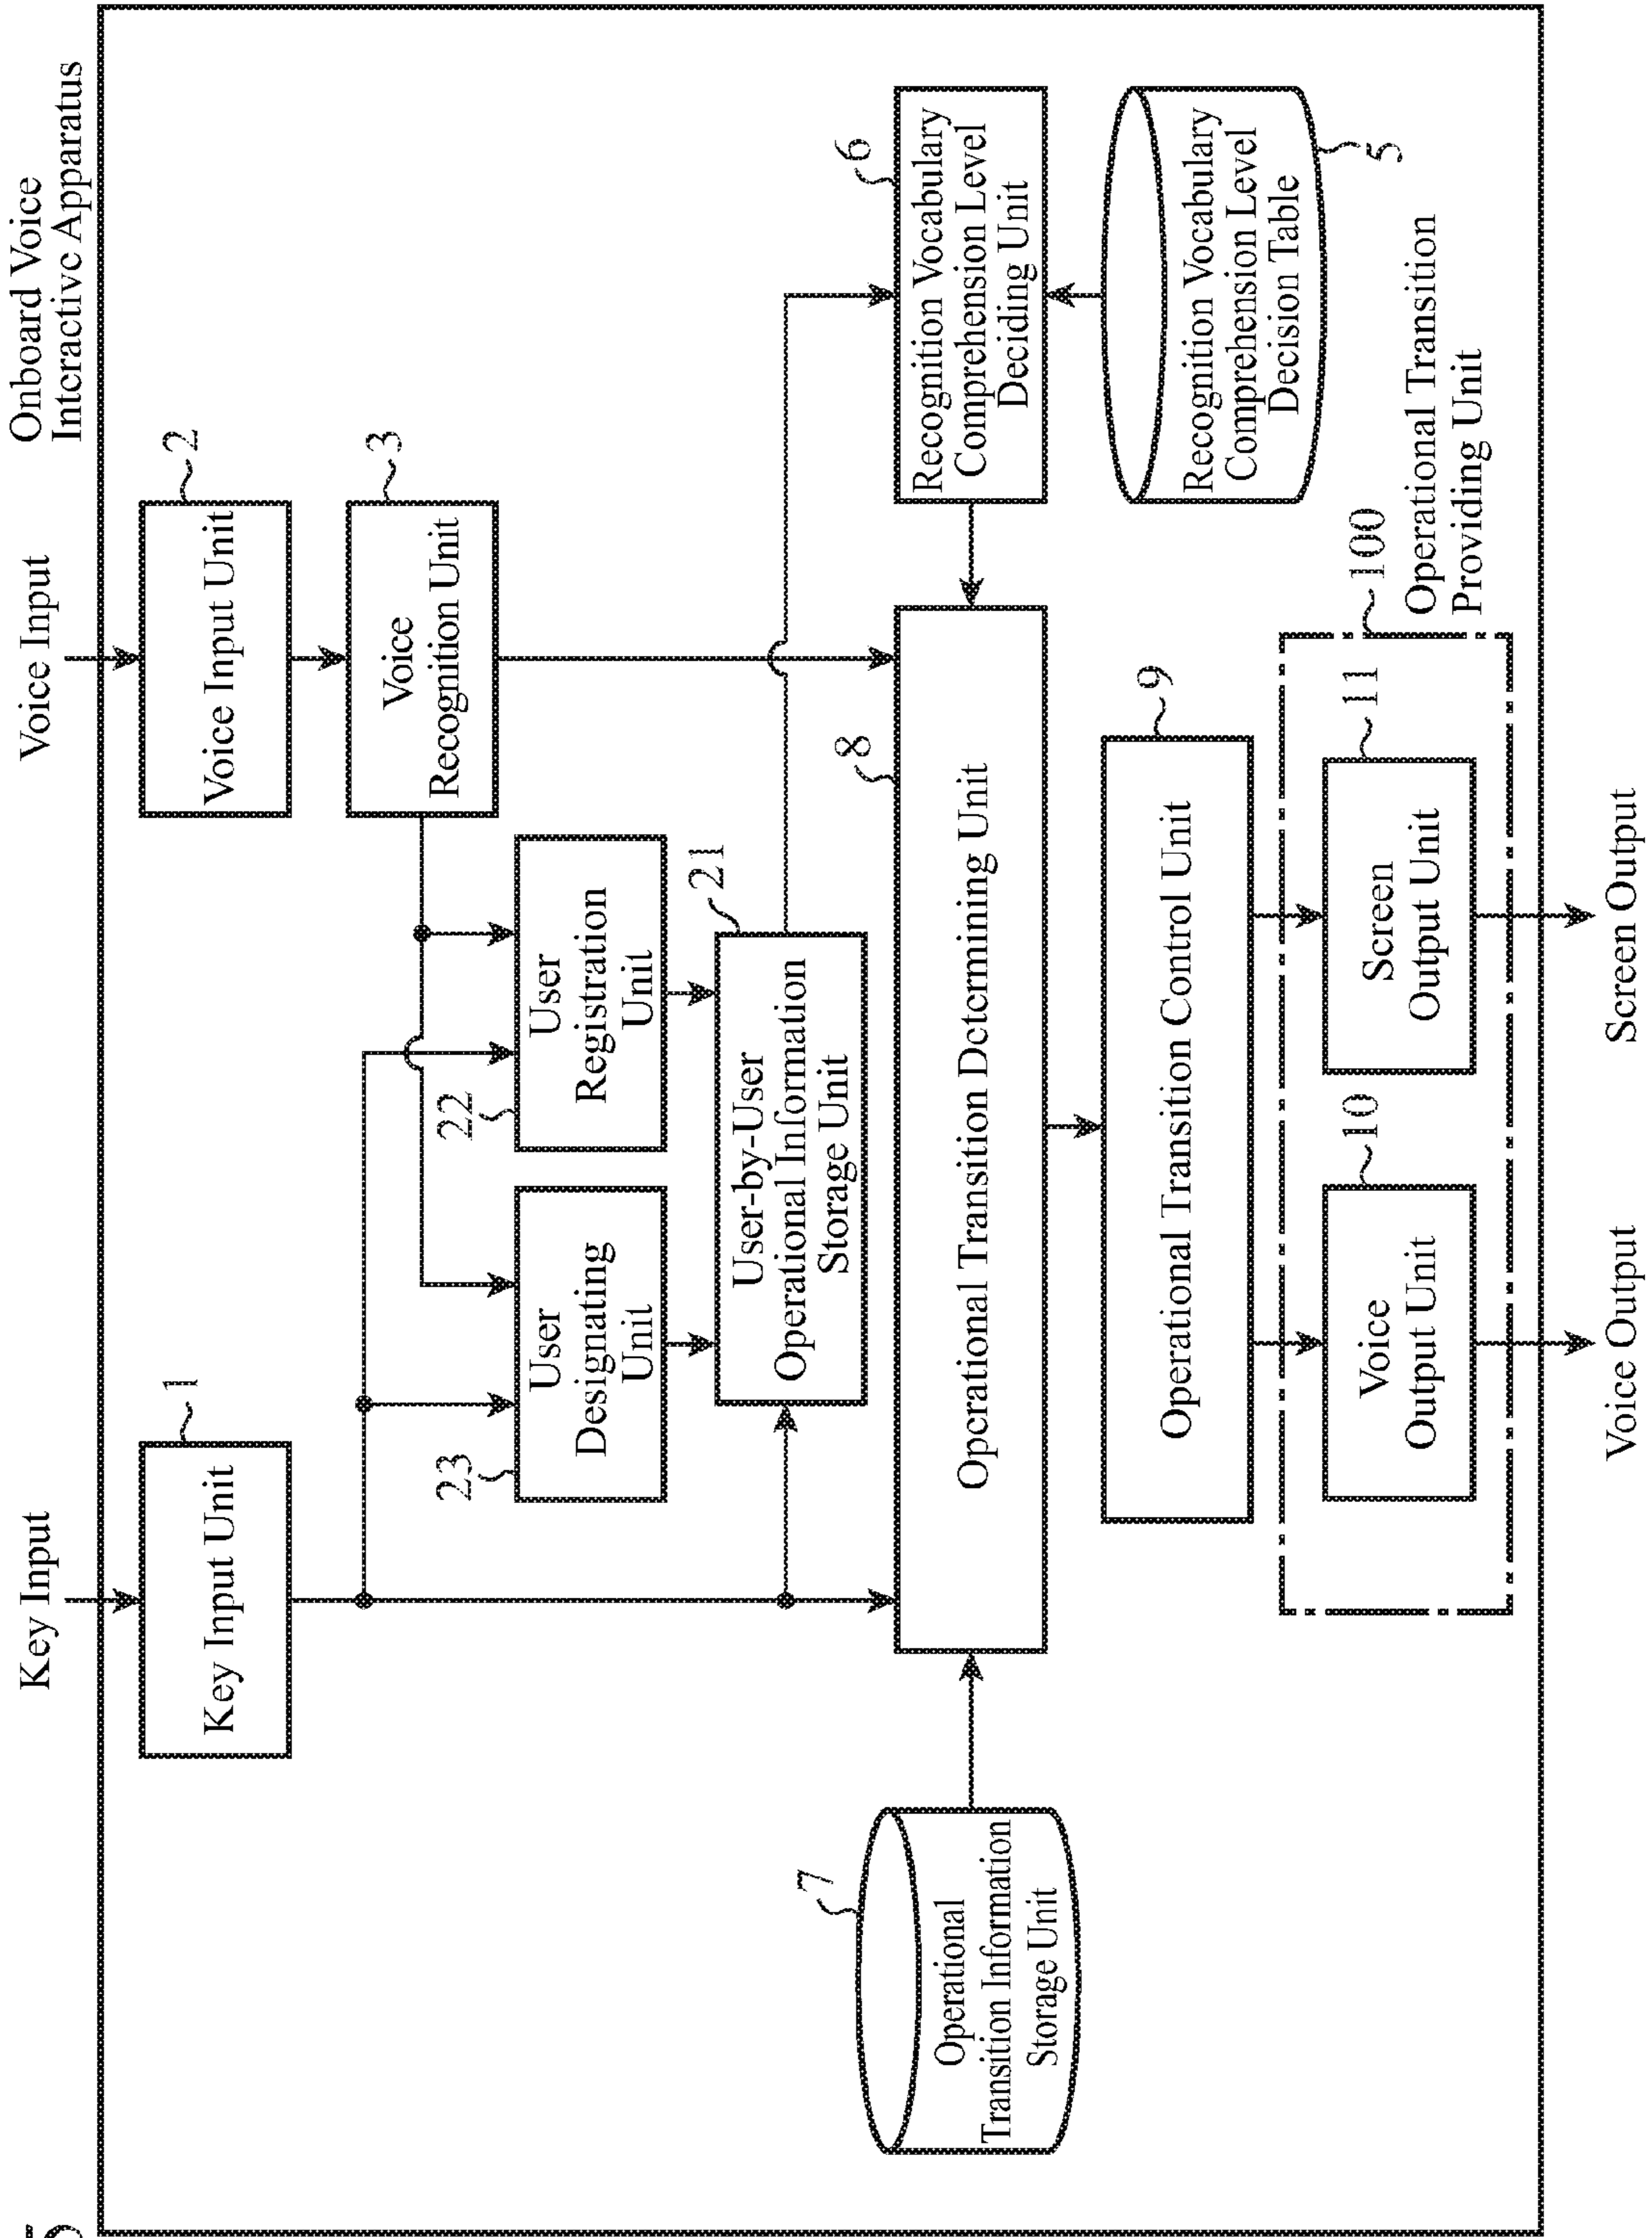 Onboard Voice
Interactive Apparatus
Key Input
Voice Input
1
Key Input Unit
2
Voice Input Unit
3
Voice
Recognition Unit
23
User
Designating
Unit
22
User
Registration
Unit
21
User-by-User
Operational Information
Storage Unit
6
Recognition Vocabulary
Comprehension Level
Deciding Unit
7
Operational
Transition Information
Storage Unit
8
Operational Transition Determining Unit
5
Recognition Vocabulary
Comprehension Level
Decision Table
9
Operational Transition Control Unit
100
Operational Transition
Providing Unit
10
Voice
Output Unit
11
Screen
Output Unit
Voice Output
Screen Output